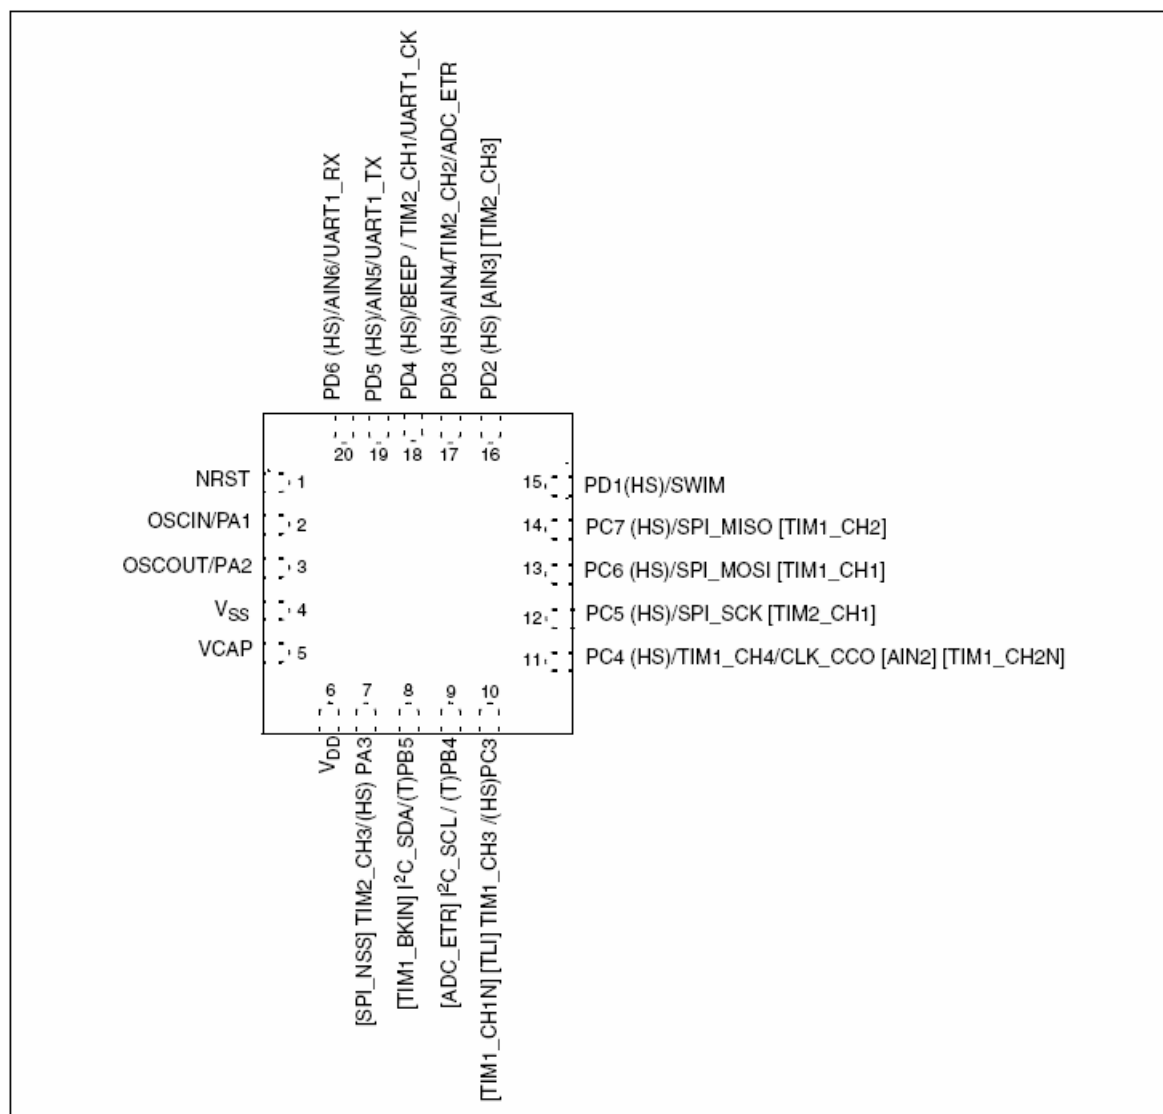 PD6 (HS)/AIN6/UART1_RX
PD5 (HS)/AIN5/UART1_TX
PD4 (HS)/BEEP / TIM2_CH1/UART1_CK
PD3 (HS)/AIN4/TIM2_CH2/ADC_ETR
PD2 (HS) [AIN3] [TIM2_CH3]
20 19 18 17 16
NRST 1
OSCIN/PA1 2
OSCOUT/PA2 3
VSS 4
VCAP 5
15 PD1(HS)/SWIM
14 PC7 (HS)/SPI_MISO [TIM1_CH2]
13 PC6 (HS)/SPI_MOSI [TIM1_CH1]
12 PC5 (HS)/SPI_SCK [TIM2_CH1]
11 PC4 (HS)/TIM1_CH4/CLK_CCO [AIN2] [TIM1_CH2N]
6 7 8 9 10
VDD
[SPI_NSS] TIM2_CH3/(HS) PA3
[TIM1_BKIN] I²C_SDA/(T)PB5
[ADC_ETR] I²C_SCL / (T)PB4
[TIM1_CH1N] [TLI] TIM1_CH3 /(HS)PC3